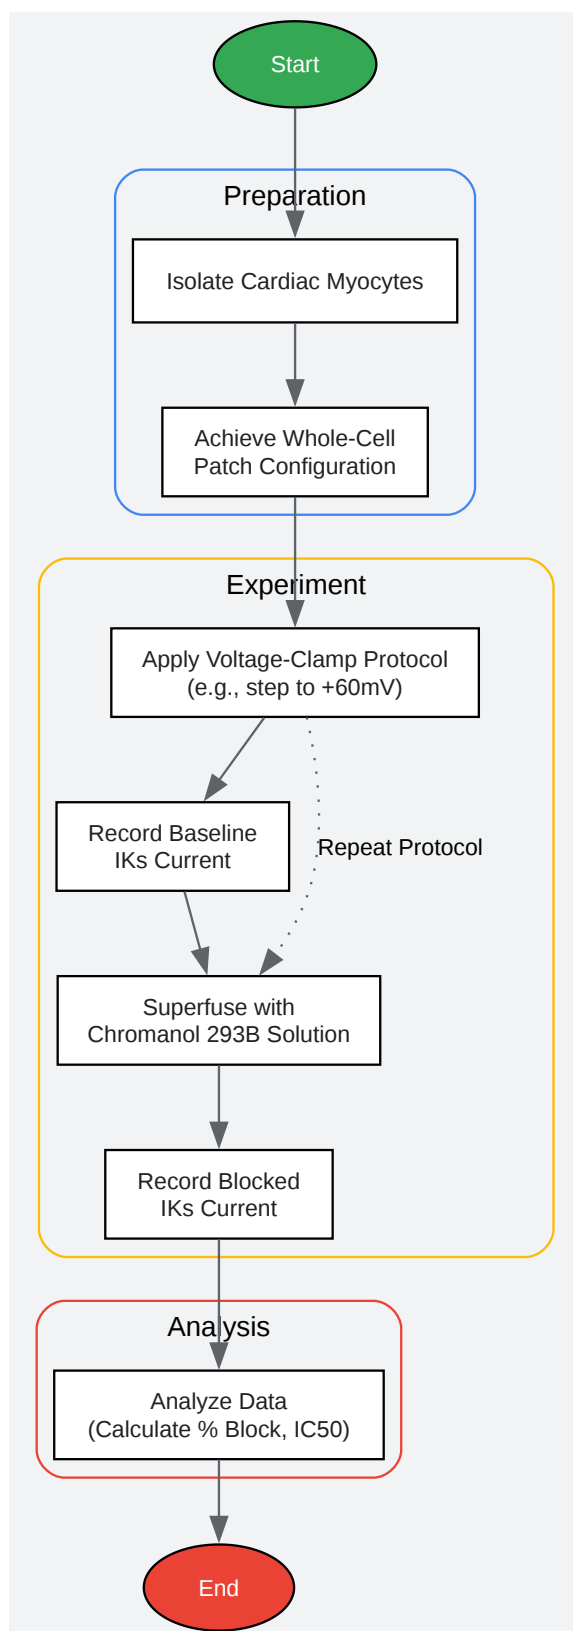 Start
Preparation
Isolate Cardiac Myocytes
Achieve Whole-Cell
Patch Configuration
Experiment
Apply Voltage-Clamp Protocol
(e.g., step to +60mV)
Record Baseline
IKs Current
Repeat Protocol
Superfuse with
Chromanol 293B Solution
Record Blocked
IKs Current
Analysis
Analyze Data
(Calculate % Block, IC50)
End